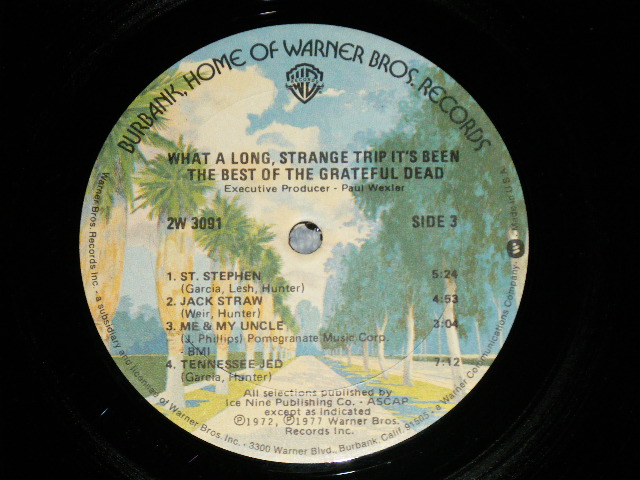 BURBANK, HOME OF WARNER BROS. RECORDS
WHAT A LONG, STRANGE TRIP IT'S BEEN
THE BEST OF THE GRATEFUL DEAD
Executive Producer - Paul Wexler
2W 3091 SIDE 3
1. ST. STEPHEN 5:24
(Garcia, Lesh, Hunter)
2. JACK STRAW 4:53
(Weir, Hunter)
3. ME & MY UNCLE 3:04
(J. Phillips) Pomegranate Music Corp.
- BMI
4. TENNESSEE JED 7:12
(Garcia, Hunter)
All selections published by
Ice Nine Publishing Co. - ASCAP
except as indicated
Ⓟ1972, Ⓟ1977 Warner Bros.
Records Inc.
Warner Bros. Records Inc. - a subsidiary and licensee of Warner Bros. Inc. - 3300 Warner Blvd., Burbank, Calif. 91505 - a Warner Communications Company - Made in U.S.A.